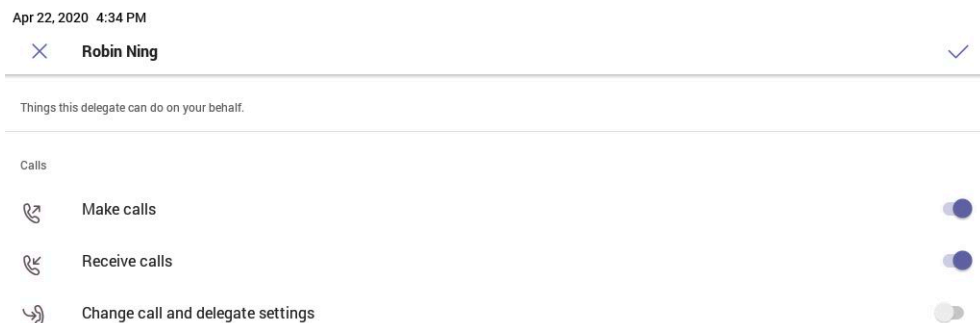 Apr 22, 2020 4:34 PM
Robin Ning
Things this delegate can do on your behalf.
Calls
Make calls
Receive calls
Change call and delegate settings